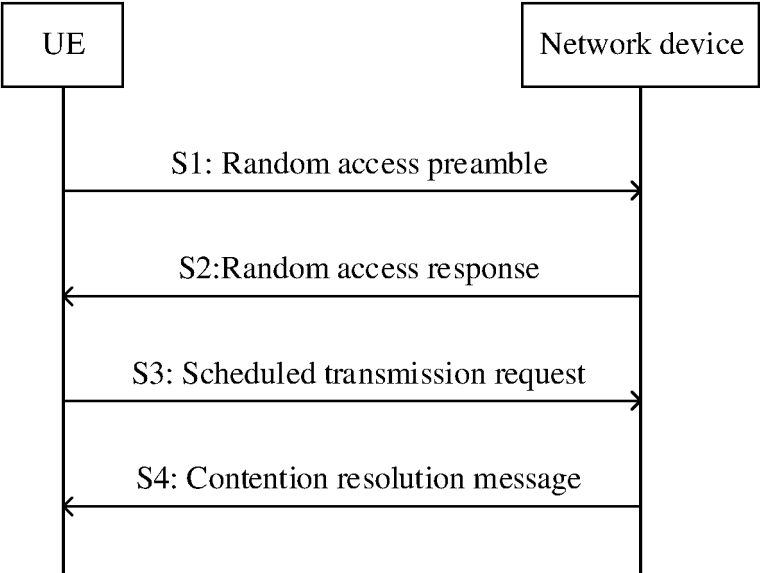 UE
Network device
S1: Random access preamble
S2:Random access response
S3: Scheduled transmission request
S4: Contention resolution message